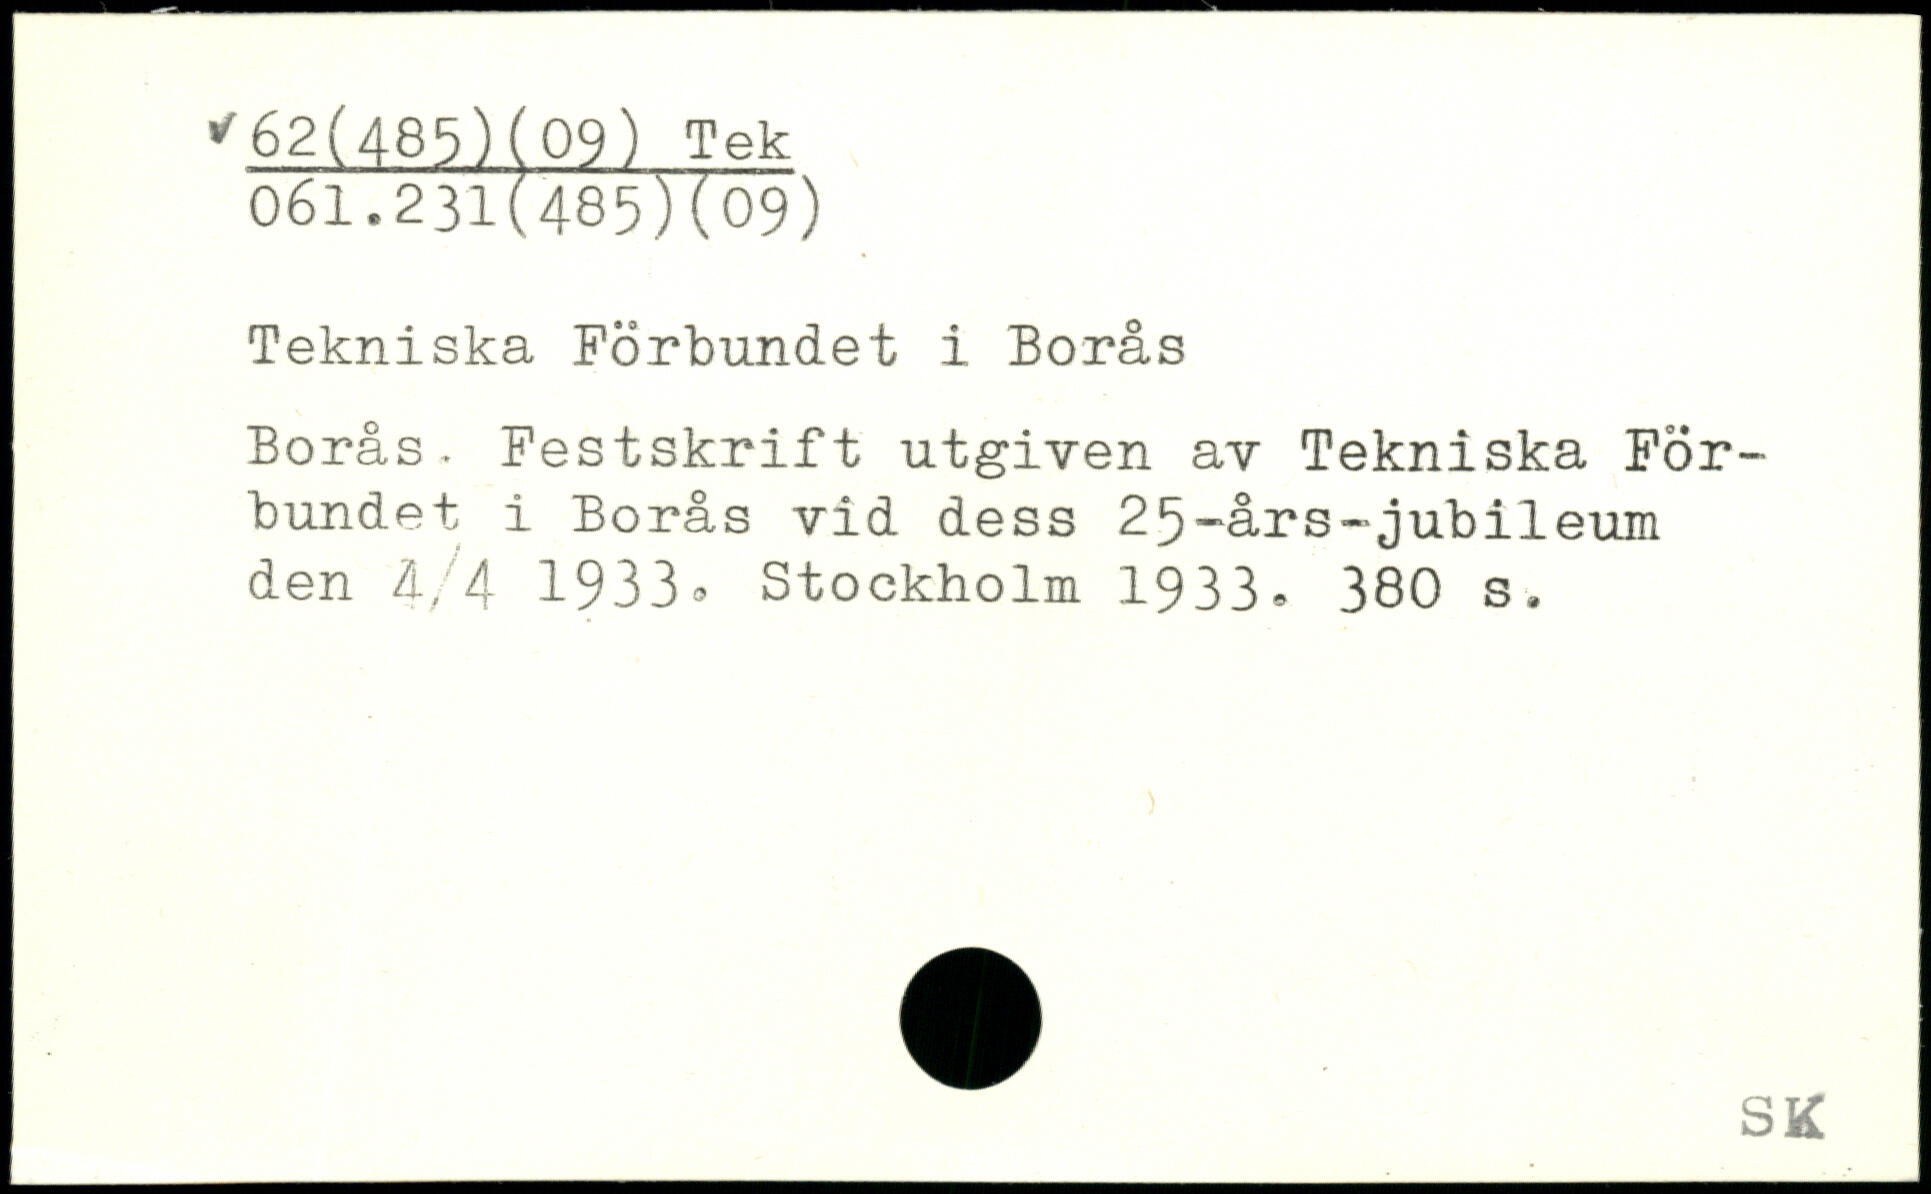 v 62(485)(09) Tek
061.231(485)(09)
Tekniska Förbundet i Borås
Borås. Festskrift utgiven av Tekniska För-
bundet i Borås vid dess 25-års-jubileum
den 4/4 1933. Stockholm 1933. 380 s.
SK